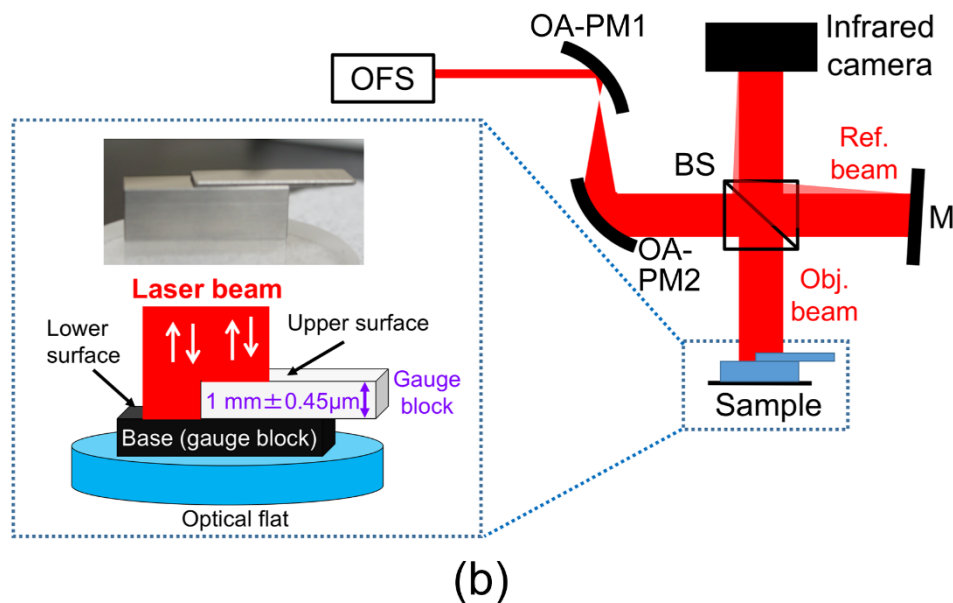 OA-PM1
Infrared
camera
OFS
BS
Ref.
beam
M
OA-
PM2
Obj.
beam
Laser beam
Lower
surface
Upper surface
Gauge
block
1 mm±0.45μm
Base (gauge block)
Optical flat
Sample
(b)